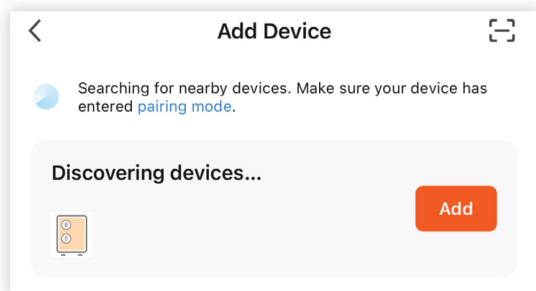 Add Device
Searching for nearby devices. Make sure your device has
entered pairing mode.
Discovering devices...
Add